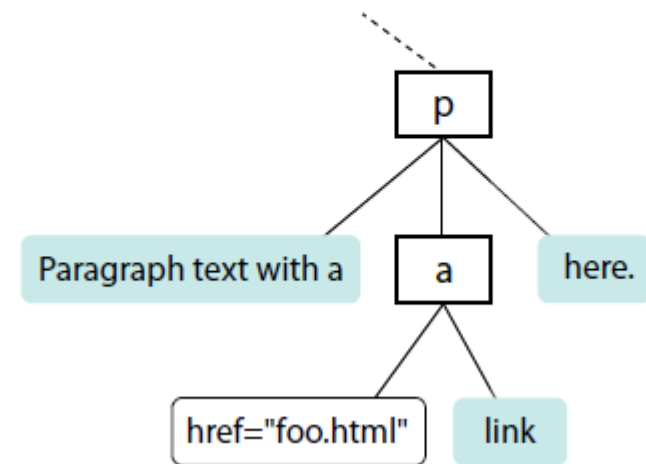 p
Paragraph text with a
a
here.
href="foo.html"
link